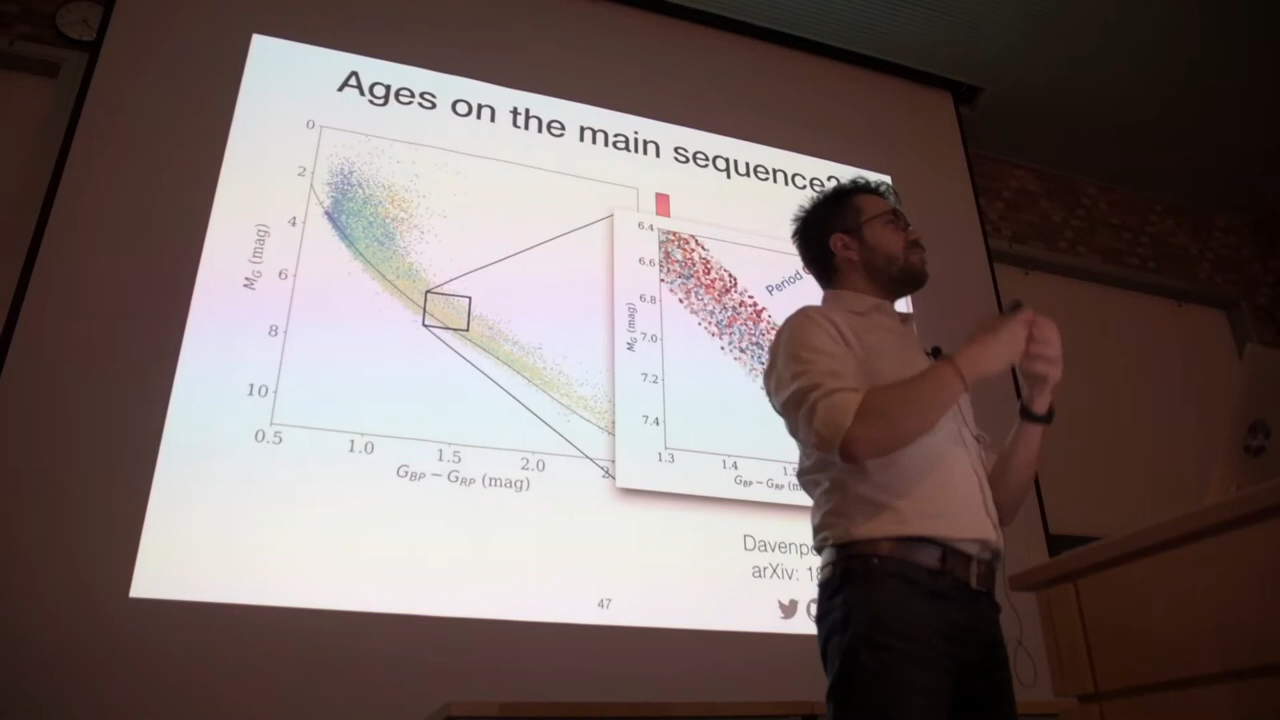 Ages on the main sequence?
0
2
4
6
8
10
M_G (mag)
0.5
1.0
1.5
2.0
G_BP − G_RP (mag)
6.4
6.6
6.8
7.0
7.2
7.4
M_G (mag)
Period
1.3
1.4
G_BP − G_RP
arXiv:
47